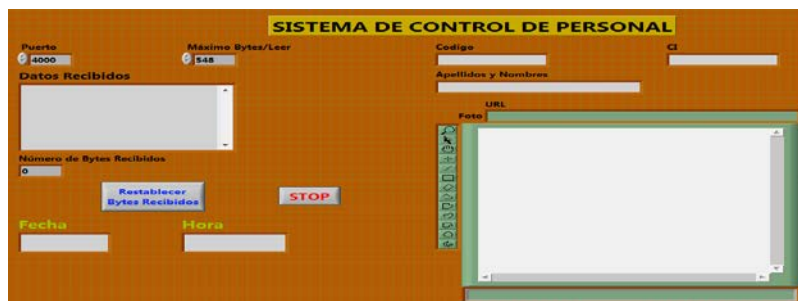 SISTEMA DE CONTROL DE PERSONAL
Puerto
4000
Máximo Bytes/Leer
548
Datos Recibidos
Número de Bytes Recibidos
0
Restablecer
Bytes Recibidos
STOP
Fecha
Hora
Codigo
CI
Apellidos y Nombres
URL
Foto